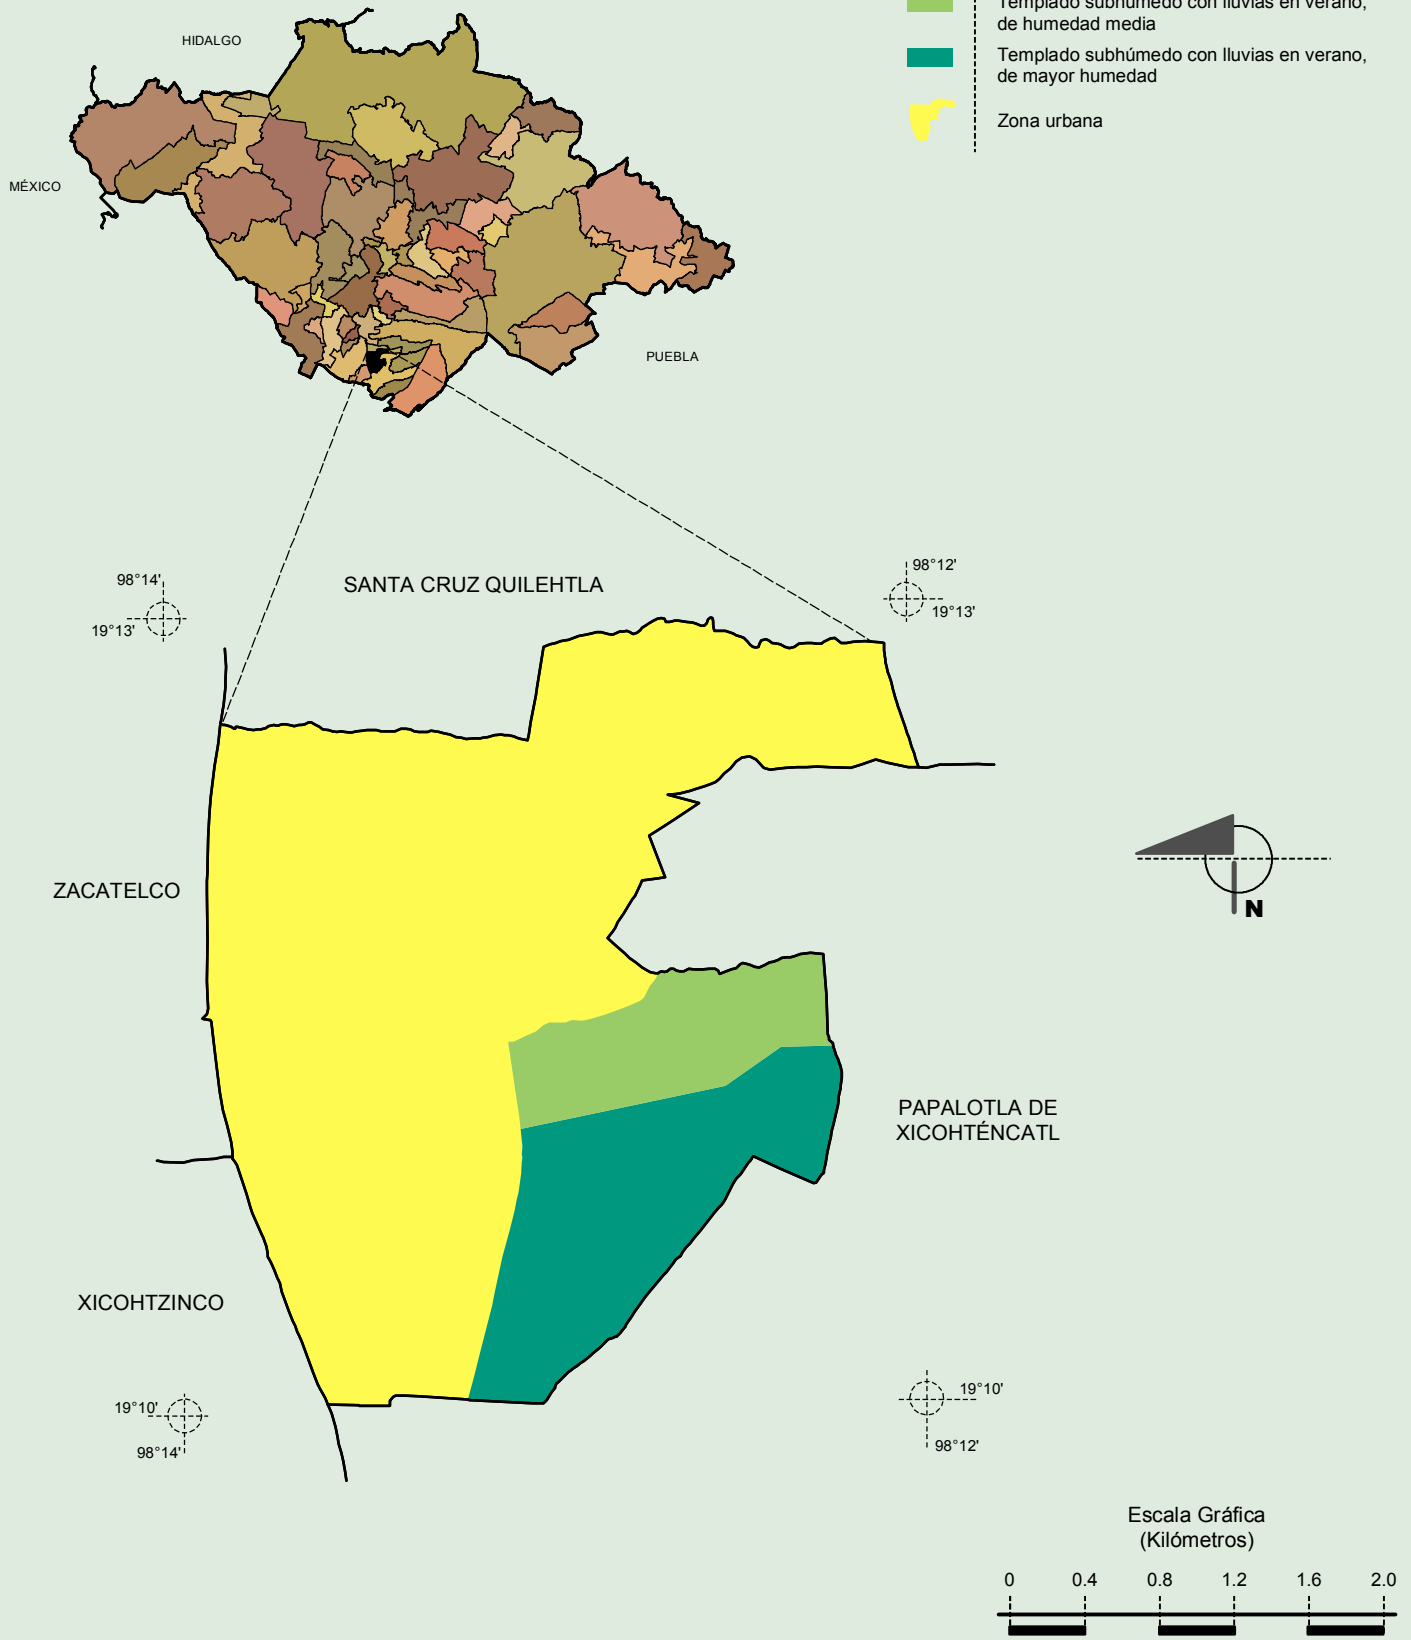 Templado subhúmedo con lluvias en verano,
de humedad media
Templado subhúmedo con lluvias en verano,
de mayor humedad
Zona urbana
HIDALGO
MÉXICO
PUEBLA
98°14'
19°13'
SANTA CRUZ QUILEHTLA
98°12'
19°13'
ZACATELCO
N
PAPALOTLA DE
XICOHTÉNCATL
XICOHTZINCO
19°10'
98°14'
19°10'
98°12'
Escala Gráfica
(Kilómetros)
0 0.4 0.8 1.2 1.6 2.0